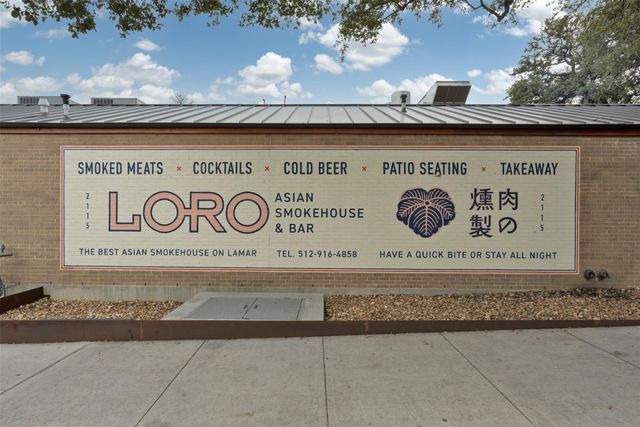 SMOKED MEATS × COCKTAILS × COLD BEER × PATIO SEATING × TAKEAWAY
2115
LORO
ASIAN
SMOKEHOUSE
& BAR
肉の
燻製
2115
THE BEST ASIAN SMOKEHOUSE ON LAMAR
TEL. 512-916-4858
HAVE A QUICK BITE OR STAY ALL NIGHT